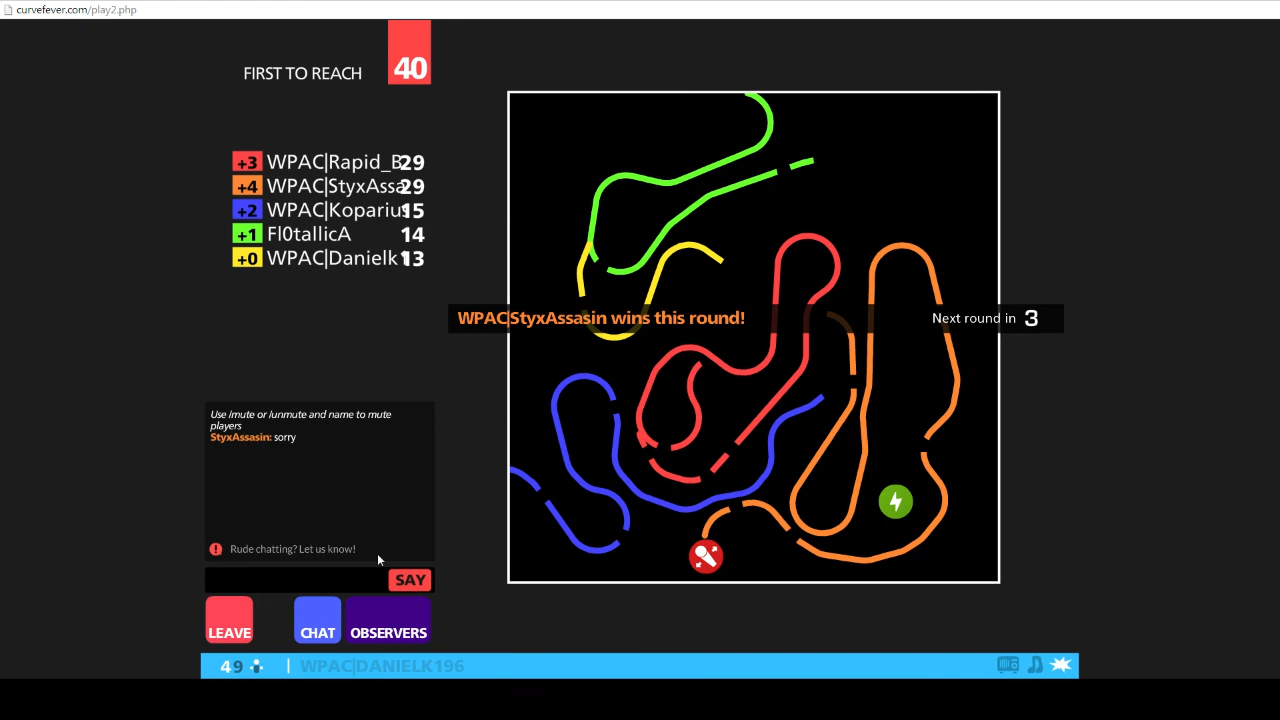 curvefever.com/play2.php
FIRST TO REACH
40
+3 WPAC|Rapid_B 29
+4 WPAC|StyxAssa 29
+2 WPAC|Koparius 15
+1 Fl0tallicA 14
+0 WPAC|Danielk 13
WPAC|StyxAssasin wins this round!
Next round in 3
Use /mute or /unmute and name to mute
players
StyxAssasin: sorry
Rude chatting? Let us know!
SAY
LEAVE
CHAT
OBSERVERS
49
WPAC|DANIELK196